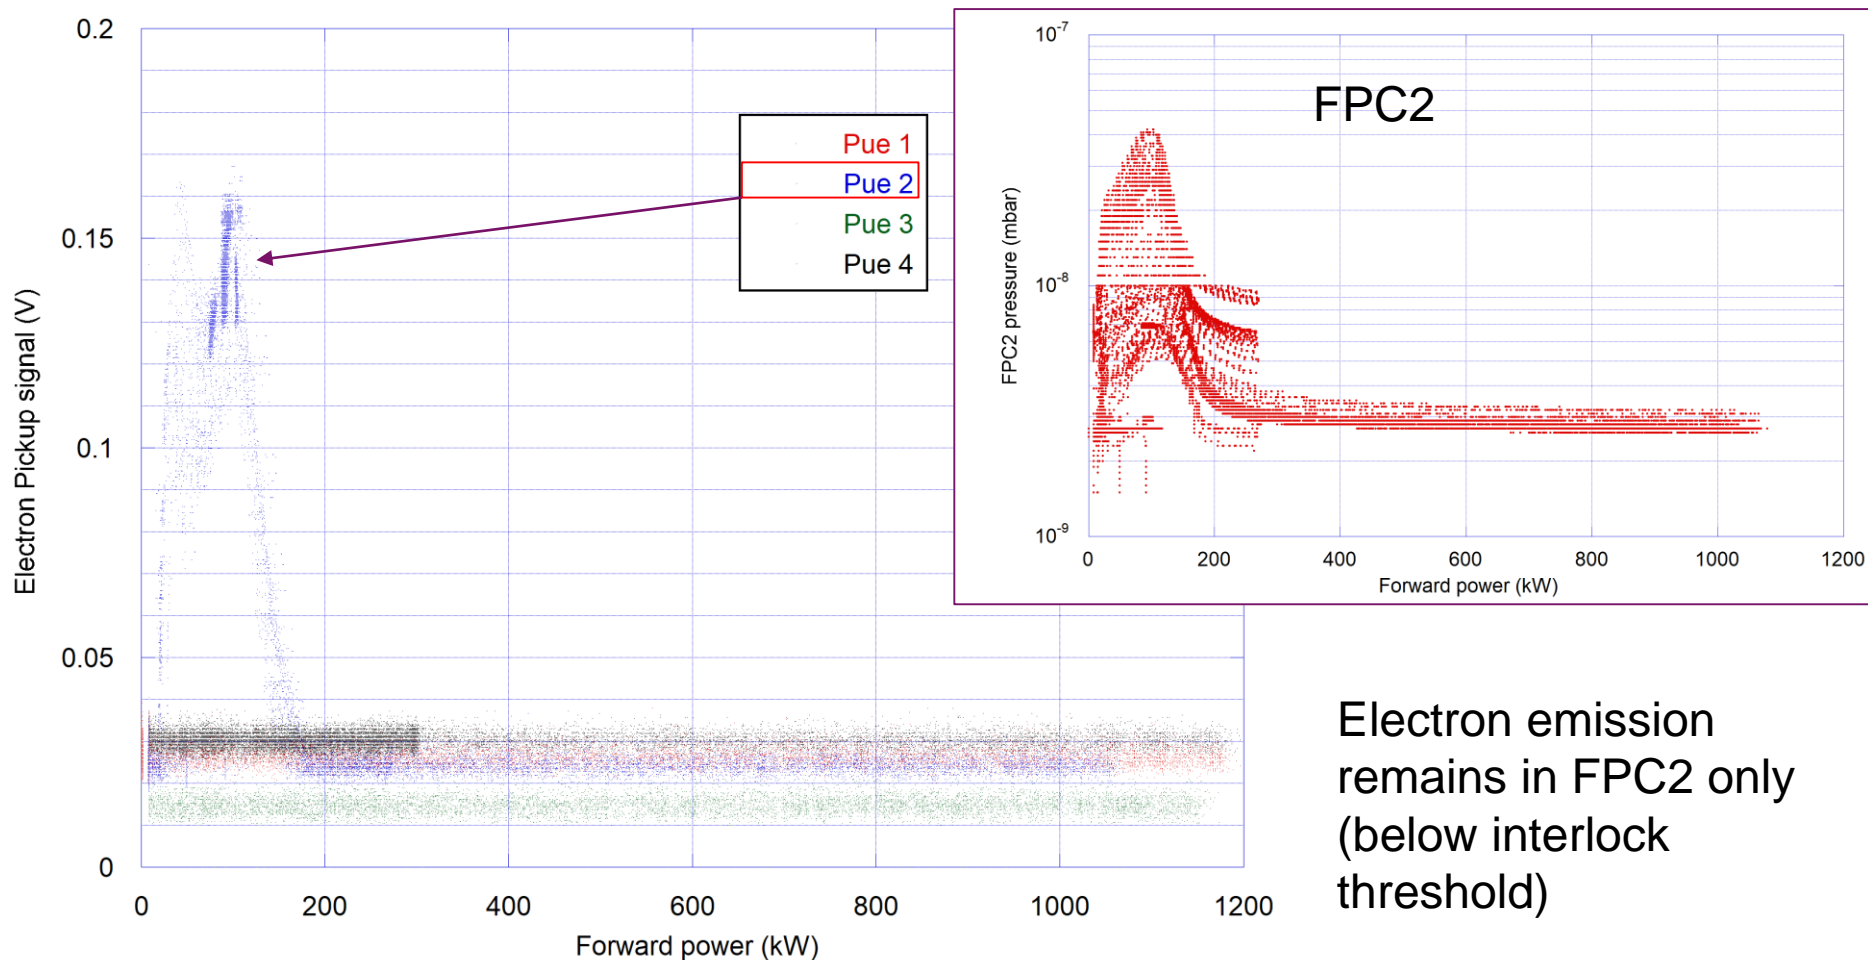 0.2
0.15
0.1
0.05
0
Electron Pickup signal (V)
0
200
400
600
800
1000
1200
Forward power (kW)
Pue 1
Pue 2
Pue 3
Pue 4
FPC2
10-7
10-8
10-9
FPC2 pressure (mbar)
0
200
400
600
800
1000
1200
Forward power (kW)
Electron emission
remains in FPC2 only
(below interlock
threshold)